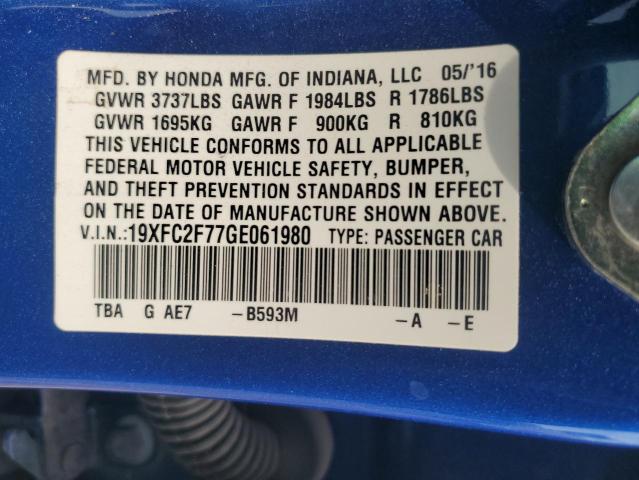 MFD. BY HONDA MFG. OF INDIANA, LLC 05/'16
GVWR 3737LBS GAWR F 1984LBS R 1786LBS
GVWR 1695KG GAWR F 900KG R 810KG
THIS VEHICLE CONFORMS TO ALL APPLICABLE
FEDERAL MOTOR VEHICLE SAFETY, BUMPER,
AND THEFT PREVENTION STANDARDS IN EFFECT
ON THE DATE OF MANUFACTURE SHOWN ABOVE.
V.I.N.:19XFC2F77GE061980 TYPE: PASSENGER CAR
TBA G AE7 -B593M -A -E